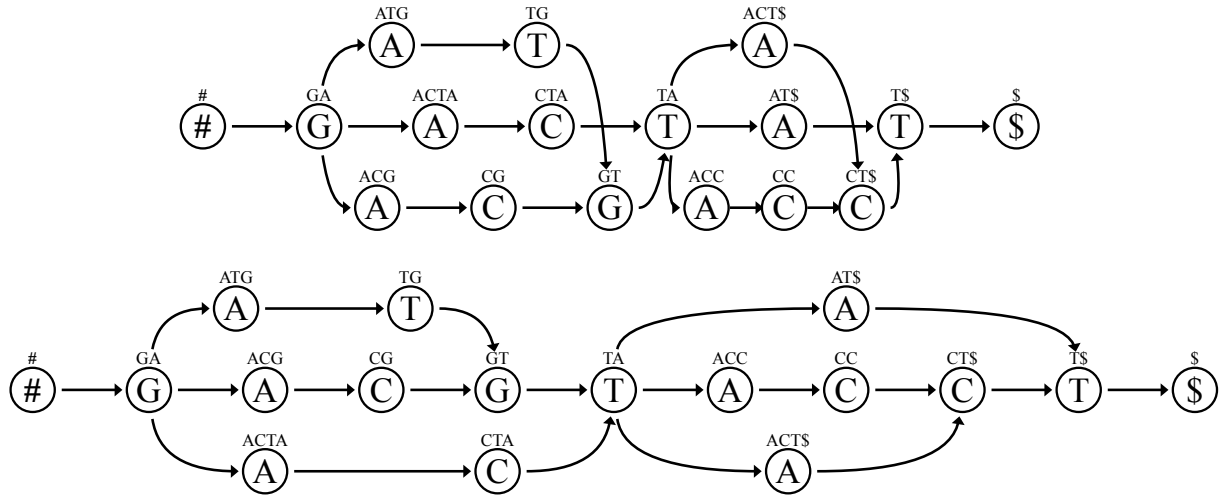 ATG TG ACT$
A T A
# GA ACTA CTA TA AT$ T$ $
# G A C T A T $
ACG CG GT ACC CC CT$
A C G A C C
ATG TG AT$
A T A
# GA ACG CG GT TA ACC CC CT$ T$ $
# G A C G T A C C T $
ACTA CTA ACT$
A C A